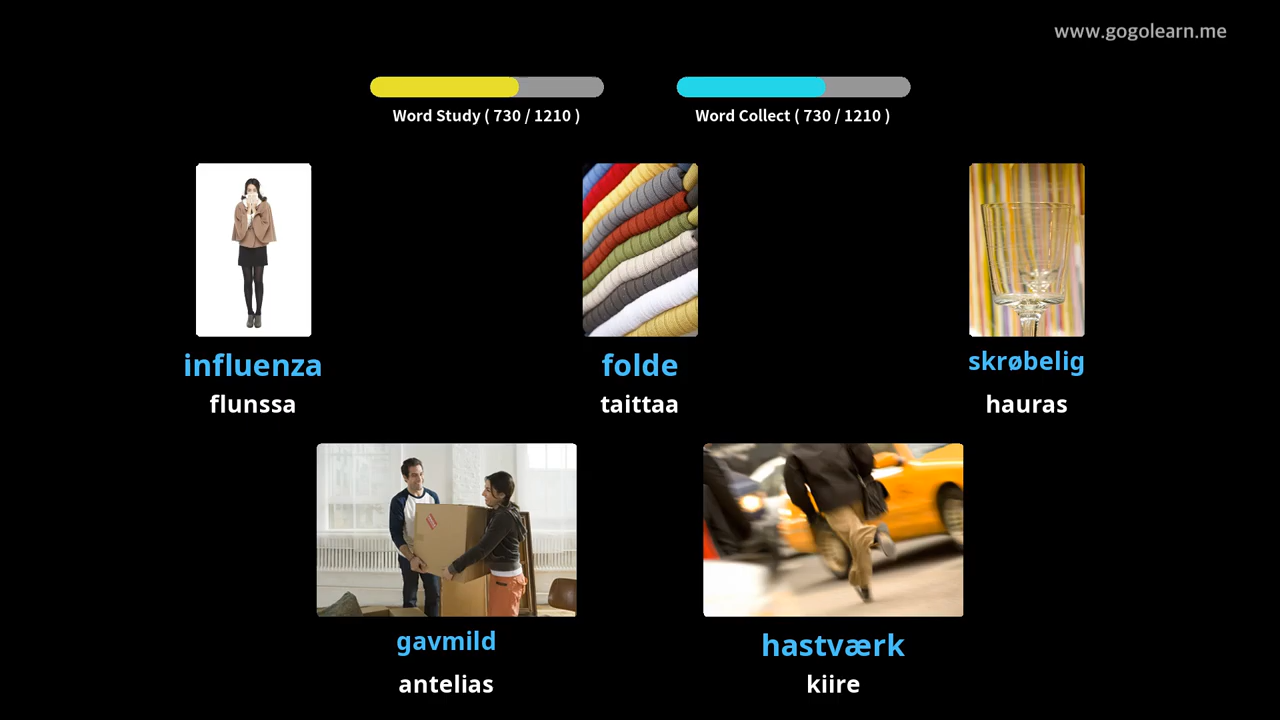 www.gogolearn.me
Word Study ( 730 / 1210 )
Word Collect ( 730 / 1210 )
influenza
flunssa
folde
taittaa
skrøbelig
hauras
gavmild
antelias
hastværk
kiire